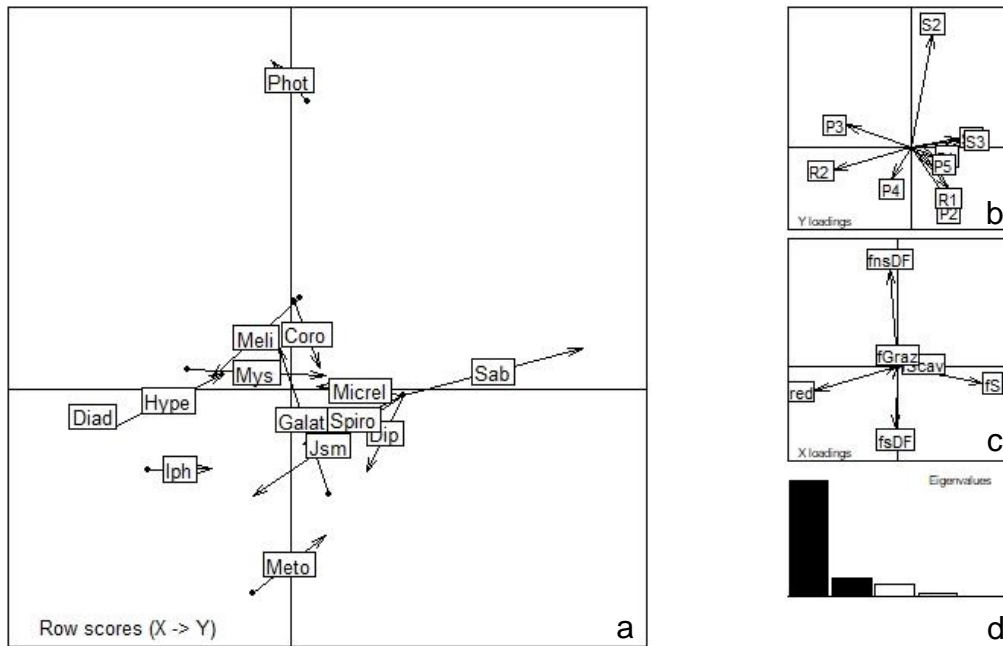 Phot
Meli
Coro
Mys
Sab
Micrel
Hype
Diad
Galat
Spiro
Dip
Jsm
Iph
Meto
Row scores (X -> Y)
a
S2
P3
S3
P5
R2
P4
R1
P2
Y loadings
b
fnsDF
fGraz
fScav
red
fS
fsDF
X loadings
c
Eigenvalues
d